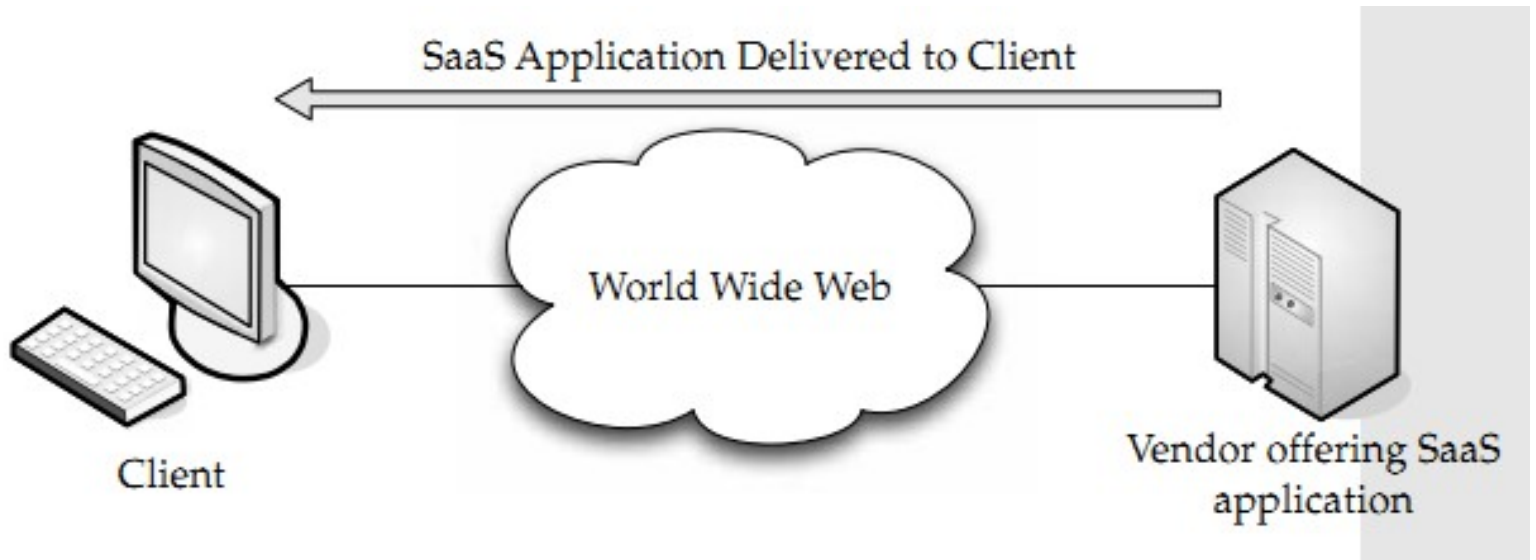 SaaS Application Delivered to Client
World Wide Web
Client
Vendor offering SaaS
application